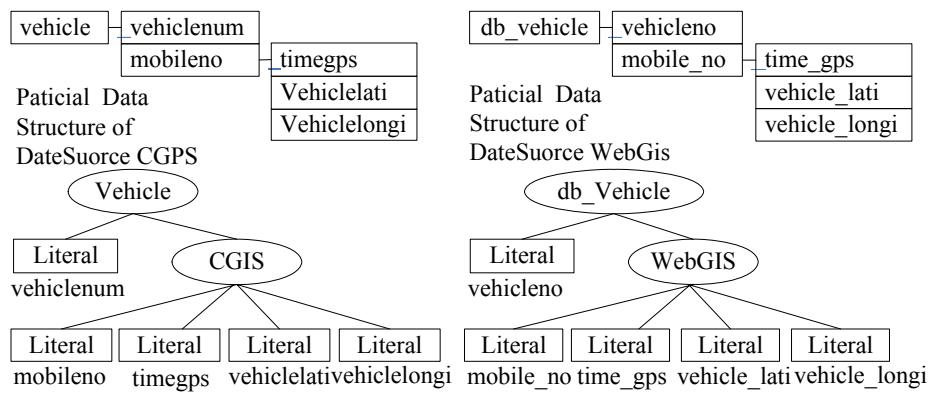 vehicle
vehiclenum
mobileno
timegps
Vehiclelati
Vehiclelongi
Paticial Data
Structure of
DateSuorce CGPS
Vehicle
Literal
vehiclenum
CGIS
Literal
mobileno
Literal
timegps
Literal
vehiclelati
Literal
vehiclelongi
db_vehicle
vehicleno
mobile_no
time_gps
vehicle_lati
vehicle_longi
Paticial Data
Structure of
DateSuorce WebGis
db_Vehicle
Literal
vehicleno
WebGIS
Literal
mobile_no
Literal
time_gps
Literal
vehicle_lati
Literal
vehicle_longi